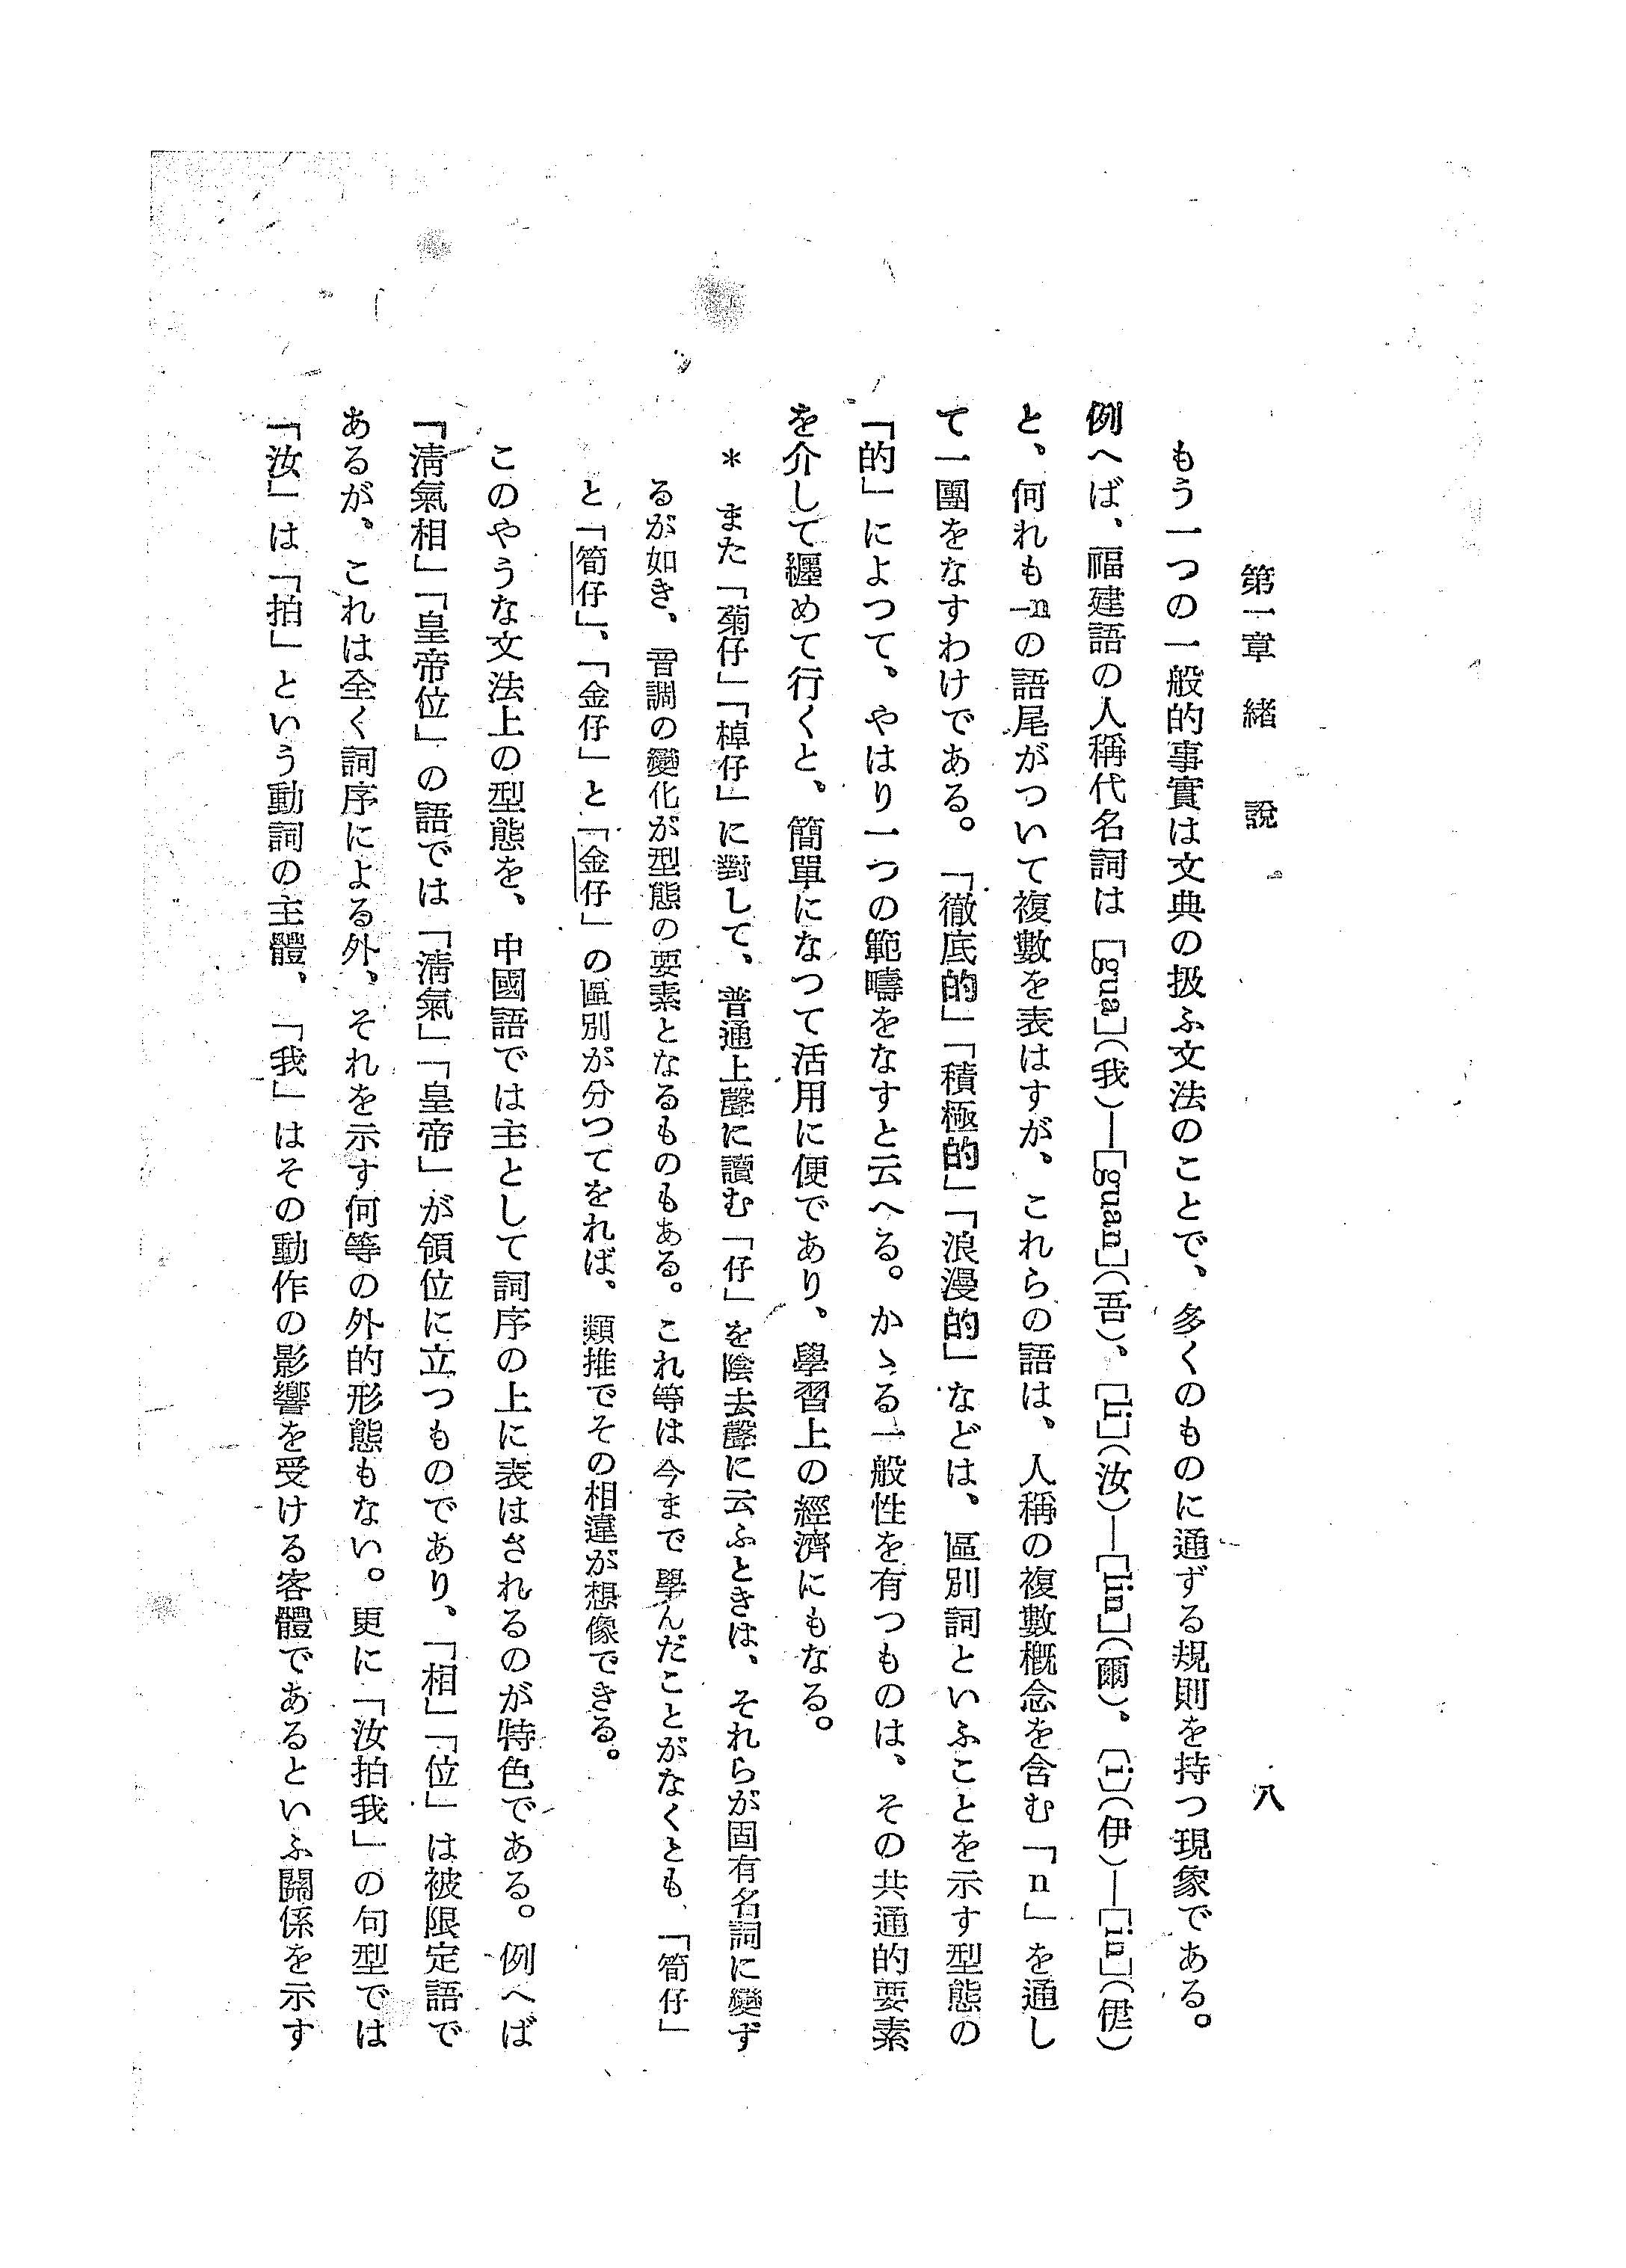 第一章　緒　說
八
もう一つの一般的事實は文典の扱ふ文法のことで、多くのものに通ずる規則を持つ現象である。
例へば、福建語の人稱代名詞は［gua］（我）—［guan］（吾）、［li］（汝）—［lin］（爾）、［i］（伊）—［in］（𠍁）
と、何れも -n の語尾がついて複數を表はすが、これらの語は、人稱の複數概念を含む「n」を通し
て一團をなすわけである。「徹底的」「積極的」「浪漫的」などは、區別詞といふことを示す型態の
「的」によつて、やはり一つの範疇をなすと云へる。かゝる一般性を有つものは、その共通的要素
を介して纒めて行くと、簡單になつて活用に便であり、學習上の經濟にもなる。
＊　また「菊仔」「棹仔」に對して、普通上聲に讀む「仔」を陰去聲に云ふときは、それらが固有名詞に變ず
るが如き、音調の變化が型態の要素となるものもある。これ等は今まで學んだことがなくとも、「筍仔」
と「筍仔」、「金仔」と「金仔」の區別が分つてをれば、類推でその相違が想像できる。
このやうな文法上の型態を、中國語では主として詞序の上に表はされるのが特色である。例へば
「淸氣相」「皇帝位」の語では「淸氣」「皇帝」が領位に立つものであり、「相」「位」は被限定語で
あるが、これは全く詞序による外、それを示す何等の外的形態もない。更に「汝拍我」の句型では
「汝」は「拍」という動詞の主體、「我」はその動作の影響を受ける客體であるといふ關係を示す